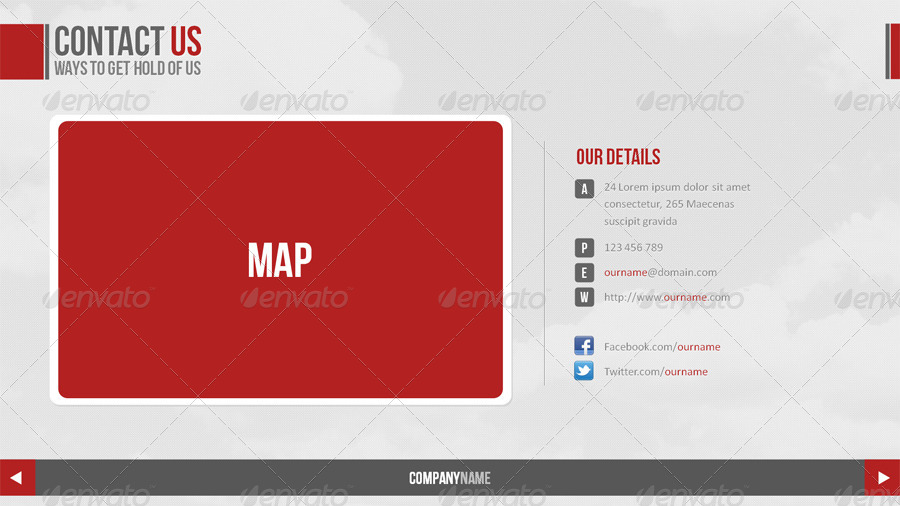 CONTACT US
WAYS TO GET HOLD OF US
envato envato envato envato envato
OUR DETAILS
A 24 Lorem ipsum dolor sit amet
consectetur, 265 Maecenas
suscipit gravida
MAP
P 123 456 789
E ourname@domain.com
W http://www.ourname.com
envato envato envato envato envato
f Facebook.com/ourname
Twitter.com/ourname
COMPANYNAME
envato envato envato envato envato